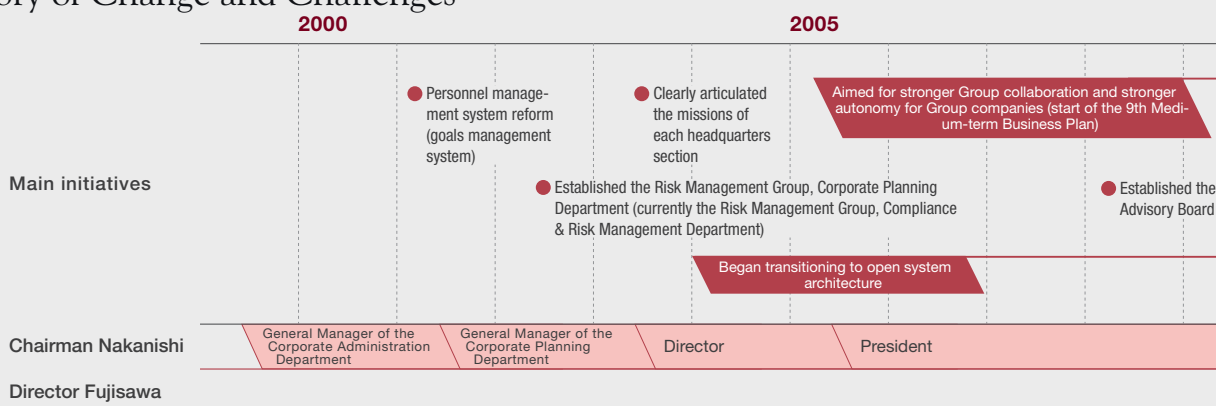 ory of Change and Challenges
2000
2005
Main initiatives
Personnel manage-
ment system reform
(goals management
system)
Clearly articulated
the missions of
each headquarters
section
Aimed for stronger Group collaboration and stronger
autonomy for Group companies (start of the 9th Medi-
um-term Business Plan)
Established the Risk Management Group, Corporate Planning
Department (currently the Risk Management Group, Compliance
& Risk Management Department)
Established the
Advisory Board
Began transitioning to open system
architecture
Chairman Nakanishi
General Manager of the
Corporate Administration
Department
General Manager of the
Corporate Planning
Department
Director
President
Director Fujisawa